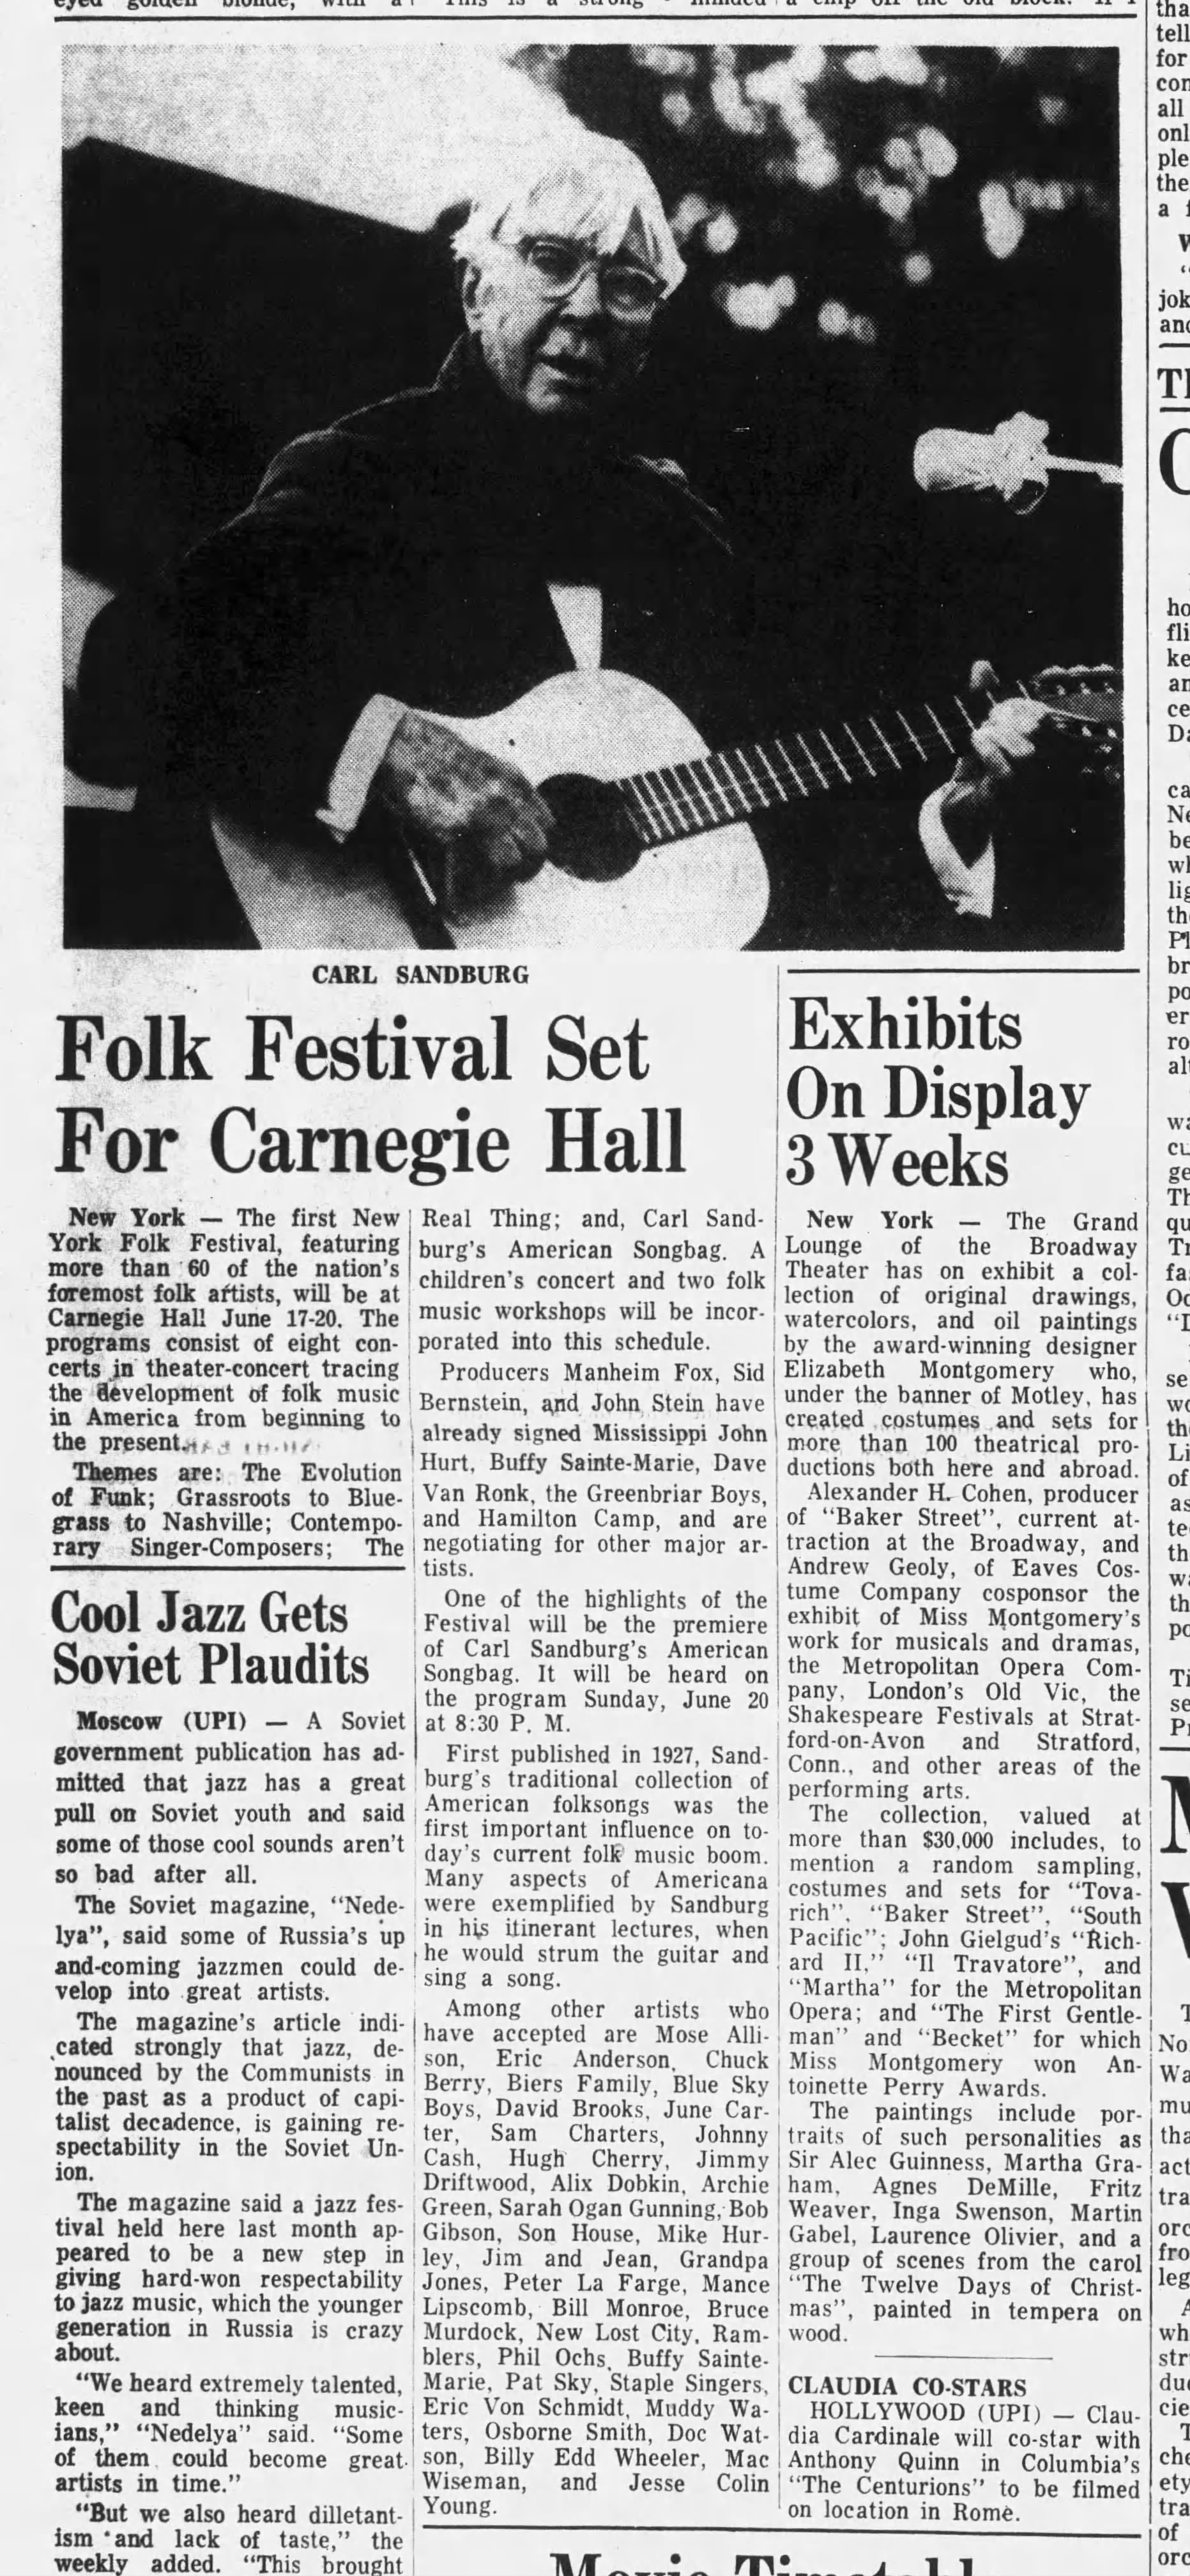 eyed golden blonde, with a
This is a strong - minded
a chip off the old block. If I
CARL SANDBURG
Folk Festival Set
For Carnegie Hall
New York — The first New
York Folk Festival, featuring
more than 60 of the nation's
foremost folk artists, will be at
Carnegie Hall June 17-20. The
programs consist of eight con-
certs in theater-concert tracing
the development of folk music
in America from beginning to
the present.
Themes are: The Evolution
of Funk; Grassroots to Blue-
grass to Nashville; Contempo-
rary Singer-Composers; The
Real Thing; and, Carl Sand-
burg's American Songbag. A
children's concert and two folk
music workshops will be incor-
porated into this schedule.
Producers Manheim Fox, Sid
Bernstein, and John Stein have
already signed Mississippi John
Hurt, Buffy Sainte-Marie, Dave
Van Ronk, the Greenbriar Boys,
and Hamilton Camp, and are
negotiating for other major ar-
tists.
One of the highlights of the
Festival will be the premiere
of Carl Sandburg's American
Songbag. It will be heard on
the program Sunday, June 20
at 8:30 P. M.
First published in 1927, Sand-
burg's traditional collection of
American folksongs was the
first important influence on to-
day's current folk music boom.
Many aspects of Americana
were exemplified by Sandburg
in his itinerant lectures, when
he would strum the guitar and
sing a song.
Among other artists who
have accepted are Mose Alli-
son, Eric Anderson, Chuck
Berry, Biers Family, Blue Sky
Boys, David Brooks, June Car-
ter, Sam Charters, Johnny
Cash, Hugh Cherry, Jimmy
Driftwood, Alix Dobkin, Archie
Green, Sarah Ogan Gunning, Bob
Gibson, Son House, Mike Hur-
ley, Jim and Jean, Grandpa
Jones, Peter La Farge, Mance
Lipscomb, Bill Monroe, Bruce
Murdock, New Lost City, Ram-
blers, Phil Ochs, Buffy Sainte-
Marie, Pat Sky, Staple Singers,
Eric Von Schmidt, Muddy Wa-
ters, Osborne Smith, Doc Wat-
son, Billy Edd Wheeler, Mac
Wiseman, and Jesse Colin
Young.
Cool Jazz Gets
Soviet Plaudits
Moscow (UPI) — A Soviet
government publication has ad-
mitted that jazz has a great
pull on Soviet youth and said
some of those cool sounds aren't
so bad after all.
The Soviet magazine, "Nede-
lya", said some of Russia's up
and-coming jazzmen could de-
velop into great artists.
The magazine's article indi-
cated strongly that jazz, de-
nounced by the Communists in
the past as a product of capi-
talist decadence, is gaining re-
spectability in the Soviet Un-
ion.
The magazine said a jazz fes-
tival held here last month ap-
peared to be a new step in
giving hard-won respectability
to jazz music, which the younger
generation in Russia is crazy
about.
"We heard extremely talented,
keen and thinking music-
ians," "Nedelya" said. "Some
of them could become great
artists in time."
"But we also heard dilletant-
ism and lack of taste," the
weekly added. "This brought
Exhibits
On Display
3 Weeks
New York — The Grand
Lounge of the Broadway
Theater has on exhibit a col-
lection of original drawings,
watercolors, and oil paintings
by the award-winning designer
Elizabeth Montgomery who,
under the banner of Motley, has
created costumes and sets for
more than 100 theatrical pro-
ductions both here and abroad.
Alexander H. Cohen, producer
of "Baker Street", current at-
traction at the Broadway, and
Andrew Geoly, of Eaves Cos-
tume Company cosponsor the
exhibit of Miss Montgomery's
work for musicals and dramas,
the Metropolitan Opera Com-
pany, London's Old Vic, the
Shakespeare Festivals at Strat-
ford-on-Avon and Stratford,
Conn., and other areas of the
performing arts.
The collection, valued at
more than $30,000 includes, to
mention a random sampling,
costumes and sets for "Tova-
rich", "Baker Street", "South
Pacific"; John Gielgud's "Rich-
ard II," "Il Travatore", and
"Martha" for the Metropolitan
Opera; and "The First Gentle-
man" and "Becket" for which
Miss Montgomery won An-
toinette Perry Awards.
The paintings include por-
traits of such personalities as
Sir Alec Guinness, Martha Gra-
ham, Agnes DeMille, Fritz
Weaver, Inga Swenson, Martin
Gabel, Laurence Olivier, and a
group of scenes from the carol
"The Twelve Days of Christ-
mas", painted in tempera on
wood.
CLAUDIA CO-STARS
HOLLYWOOD (UPI) — Clau-
dia Cardinale will co-star with
Anthony Quinn in Columbia's
"The Centurions" to be filmed
on location in Rome.